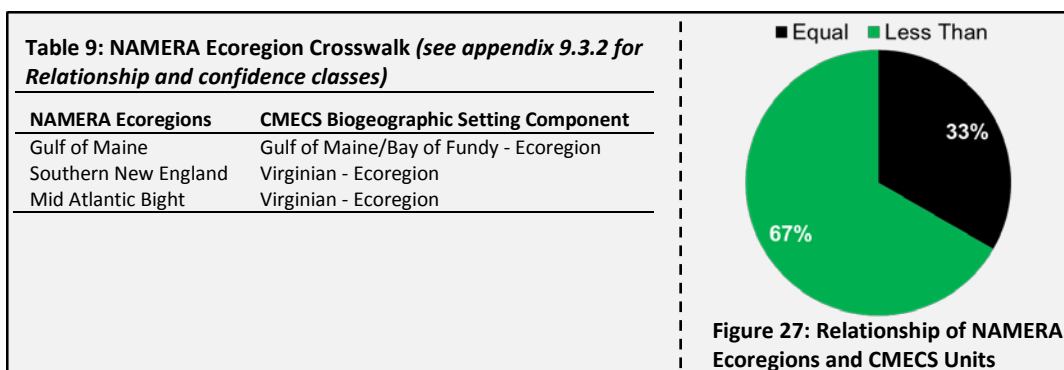 Table 9: NAMERA Ecoregion Crosswalk (see appendix 9.3.2 for
Relationship and confidence classes)
NAMERA Ecoregions CMECS Biogeographic Setting Component
Gulf of Maine Gulf of Maine/Bay of Fundy - Ecoregion
Southern New England Virginian - Ecoregion
Mid Atlantic Bight Virginian - Ecoregion
Equal Less Than
33%
67%
Figure 27: Relationship of NAMERA
Ecoregions and CMECS Units